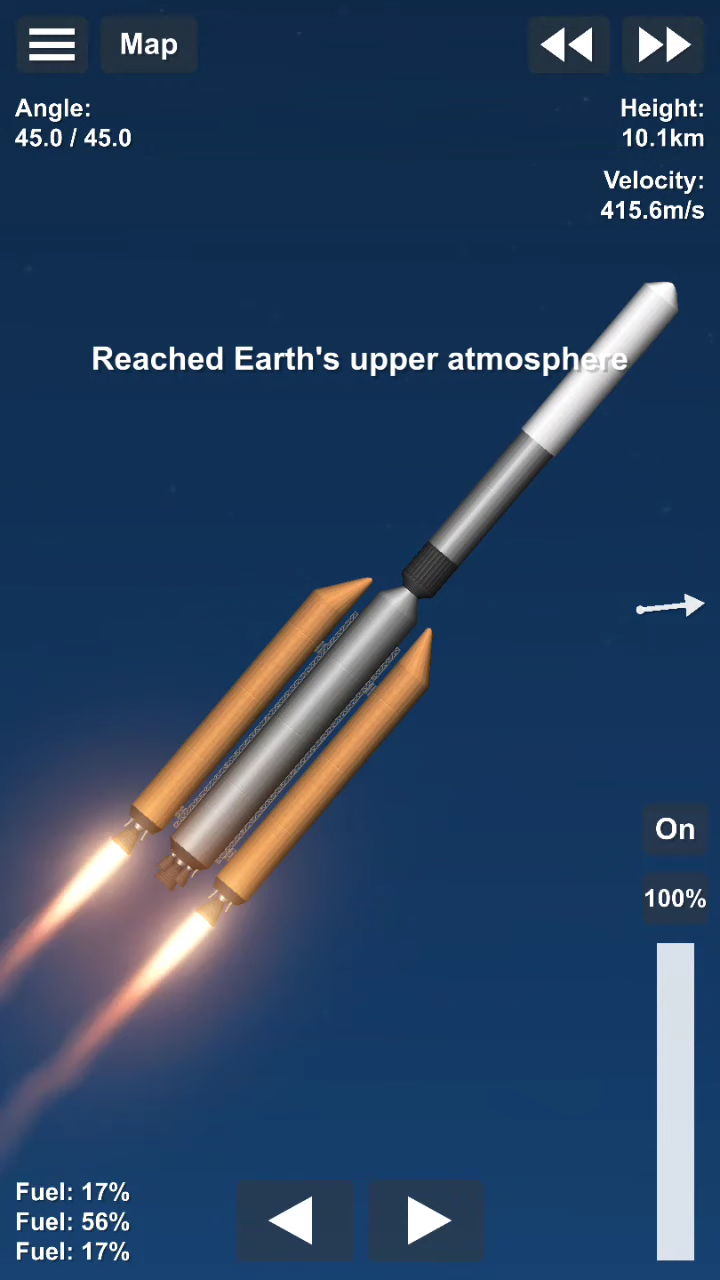 Map
Angle:
45.0 / 45.0
Height:
10.1km
Velocity:
415.6m/s
Reached Earth's upper atmosphere
On
100%
Fuel: 17%
Fuel: 56%
Fuel: 17%